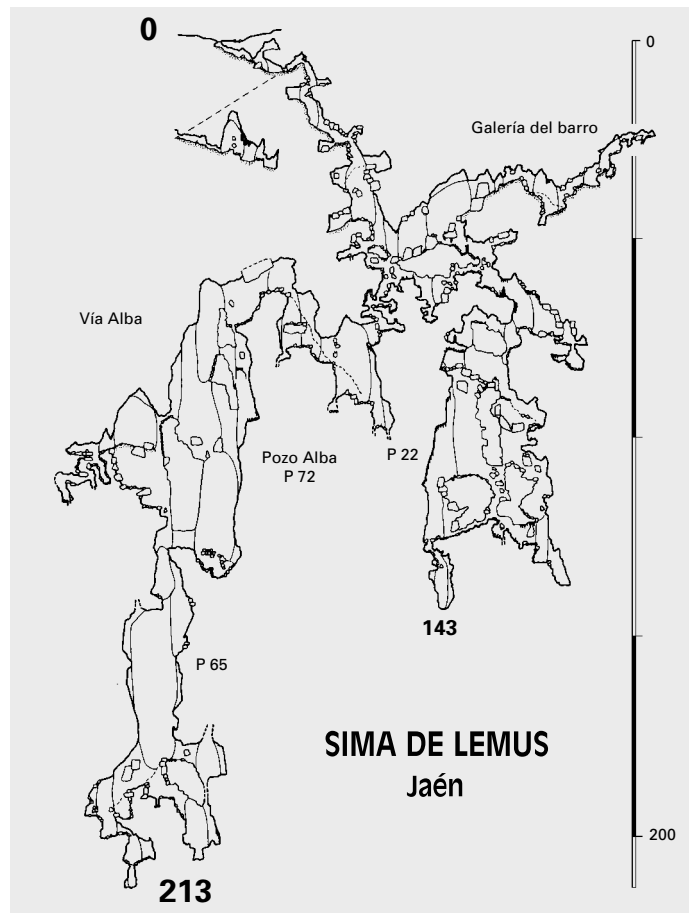 0
0
Galería del barro
Vía Alba
Pozo Alba
P 72
P 22
143
P 65
SIMA DE LEMUS
Jaén
200
213